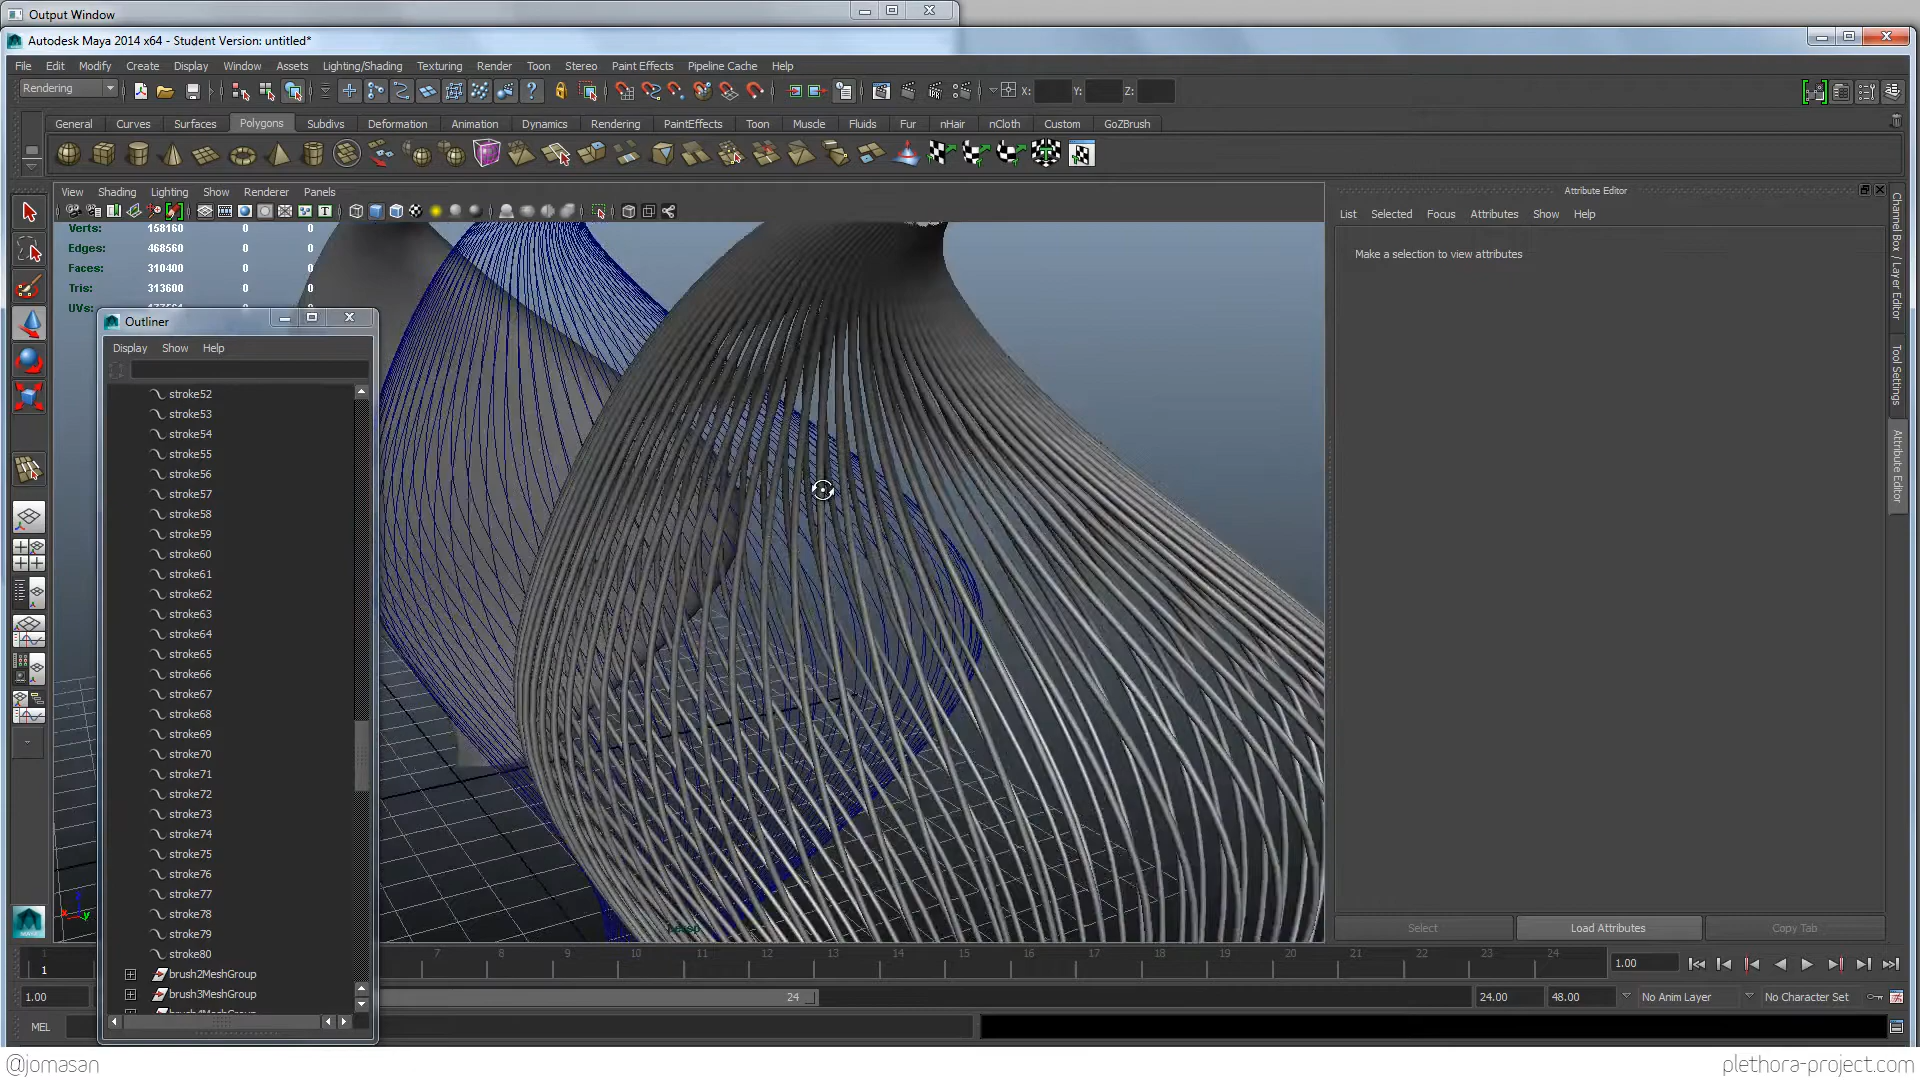 Output Window
Autodesk Maya 2014 x64 - Student Version: untitled*
File Edit Modify Create Display Window Assets Lighting/Shading Texturing Render Toon Stereo Paint Effects Pipeline Cache Help
Rendering X: Y: Z:
General Curves Surfaces Polygons Subdivs Deformation Animation Dynamics Rendering PaintEffects Toon Muscle Fluids Fur nHair nCloth Custom GoZBrush
View Shading Lighting Show Renderer Panels
Attribute Editor
List Selected Focus Attributes Show Help
Make a selection to view attributes
Verts: 158160 0 0
Edges: 468560 0 0
Faces: 310400 0 0
Tris: 313600 0 0
UVs:
Outliner
Display Show Help
stroke52
stroke53
stroke54
stroke55
stroke56
stroke57
stroke58
stroke59
stroke60
stroke61
stroke62
stroke63
stroke64
stroke65
stroke66
stroke67
stroke68
stroke69
stroke70
stroke71
stroke72
stroke73
stroke74
stroke75
stroke76
stroke77
stroke78
stroke79
stroke80
brush2MeshGroup
brush3MeshGroup
brush4MeshGroup
persp
Channel Box / Layer Editor
Tool Settings
Attribute Editor
Select Load Attributes Copy Tab
1 7 8 9 10 11 12 13 14 15 16 17 18 19 20 21 22 23 24
1 1.00
1.00 24 24.00 48.00 No Anim Layer No Character Set
MEL
@jomasan
plethora-project.com